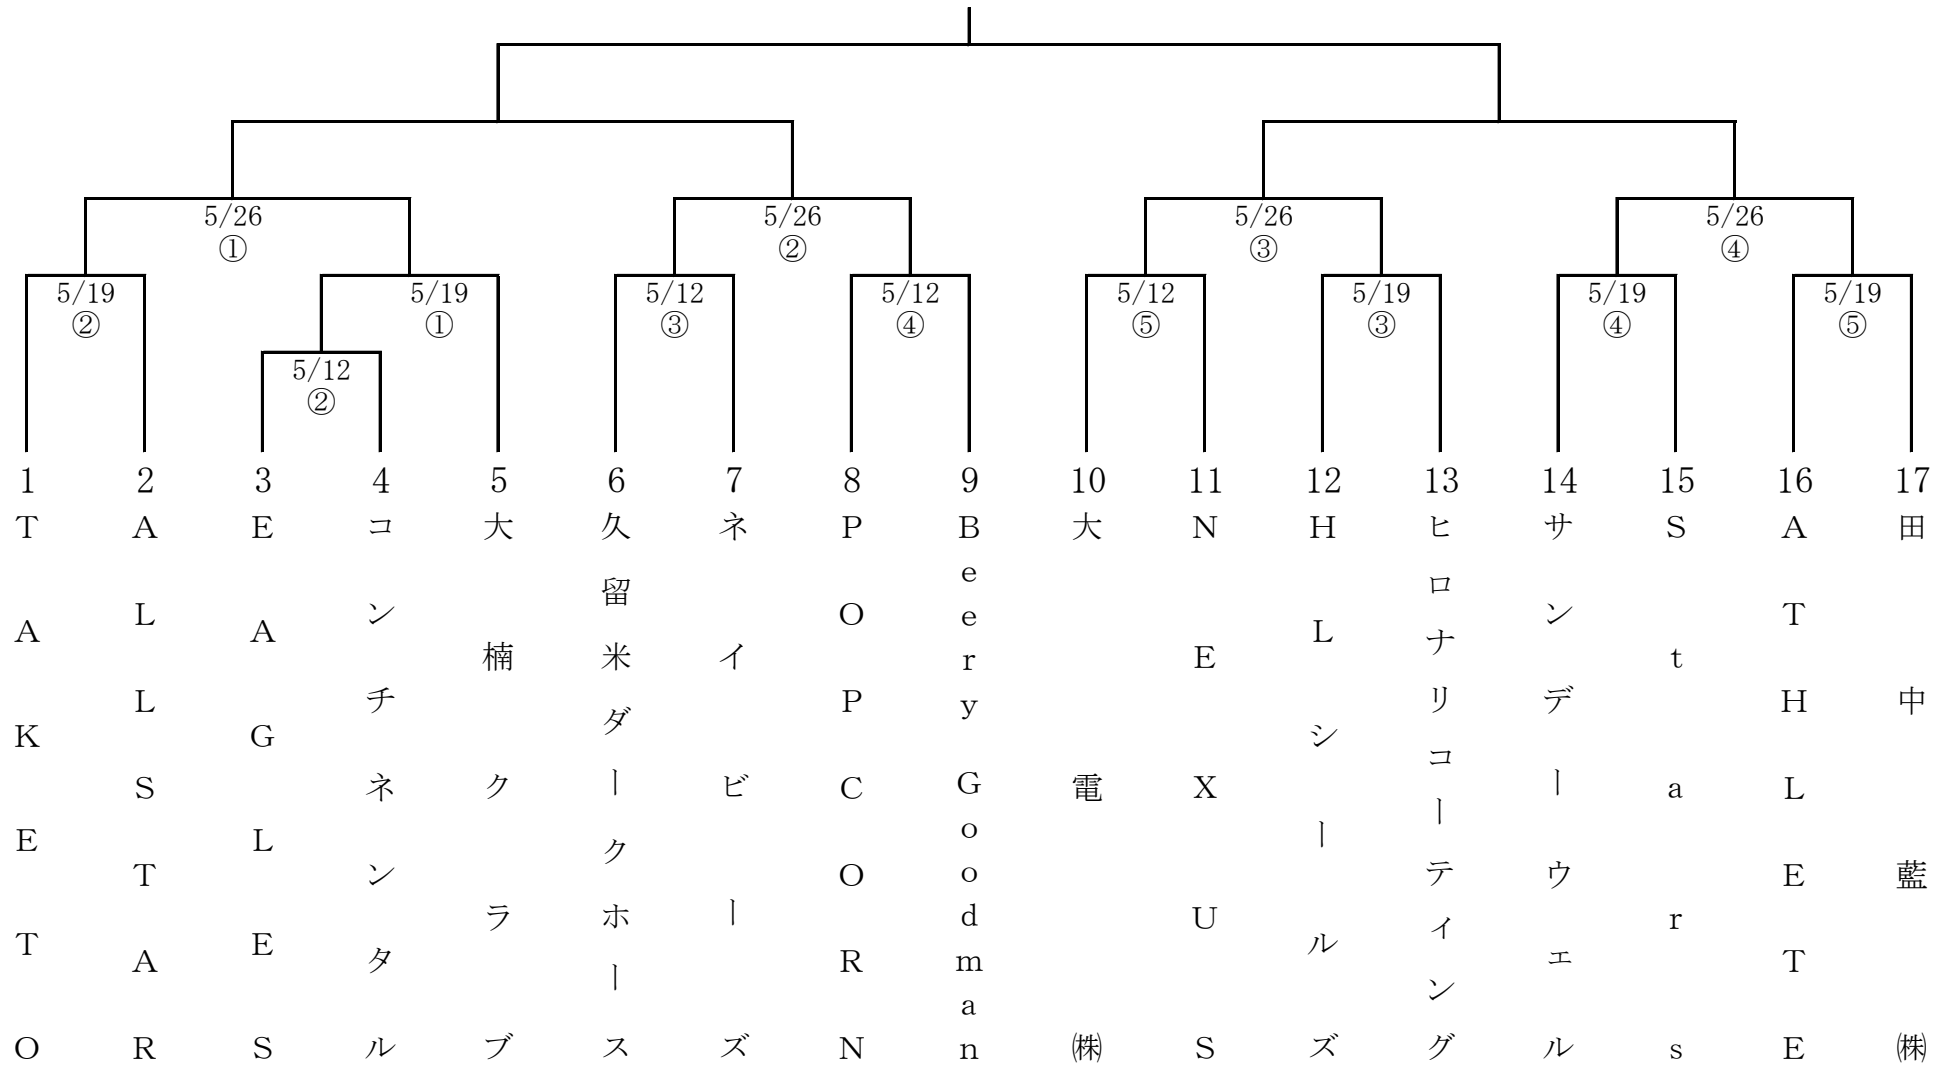 5/26 5/26 5/26 5/26
① ② ③ ④
5/19 5/19 5/12 5/12 5/12 5/19 5/19 5/19
② ① ③ ④ ⑤ ③ ④ ⑤
5/12
②
1 2 3 4 5 6 7 8 9 10 11 12 13 14 15 16 17
TAKETTO
ALLSTTAR
EAGLES
コンチネンタル
大楠クラブ
久留米ダークホース
ネイビーズ
POPCORN
Beery Goodman
大電㈱
NEXUS
HLシールズ
ヒロナリコーティング
サンデーウェル
Stars
ATHLETE
田中藍㈱